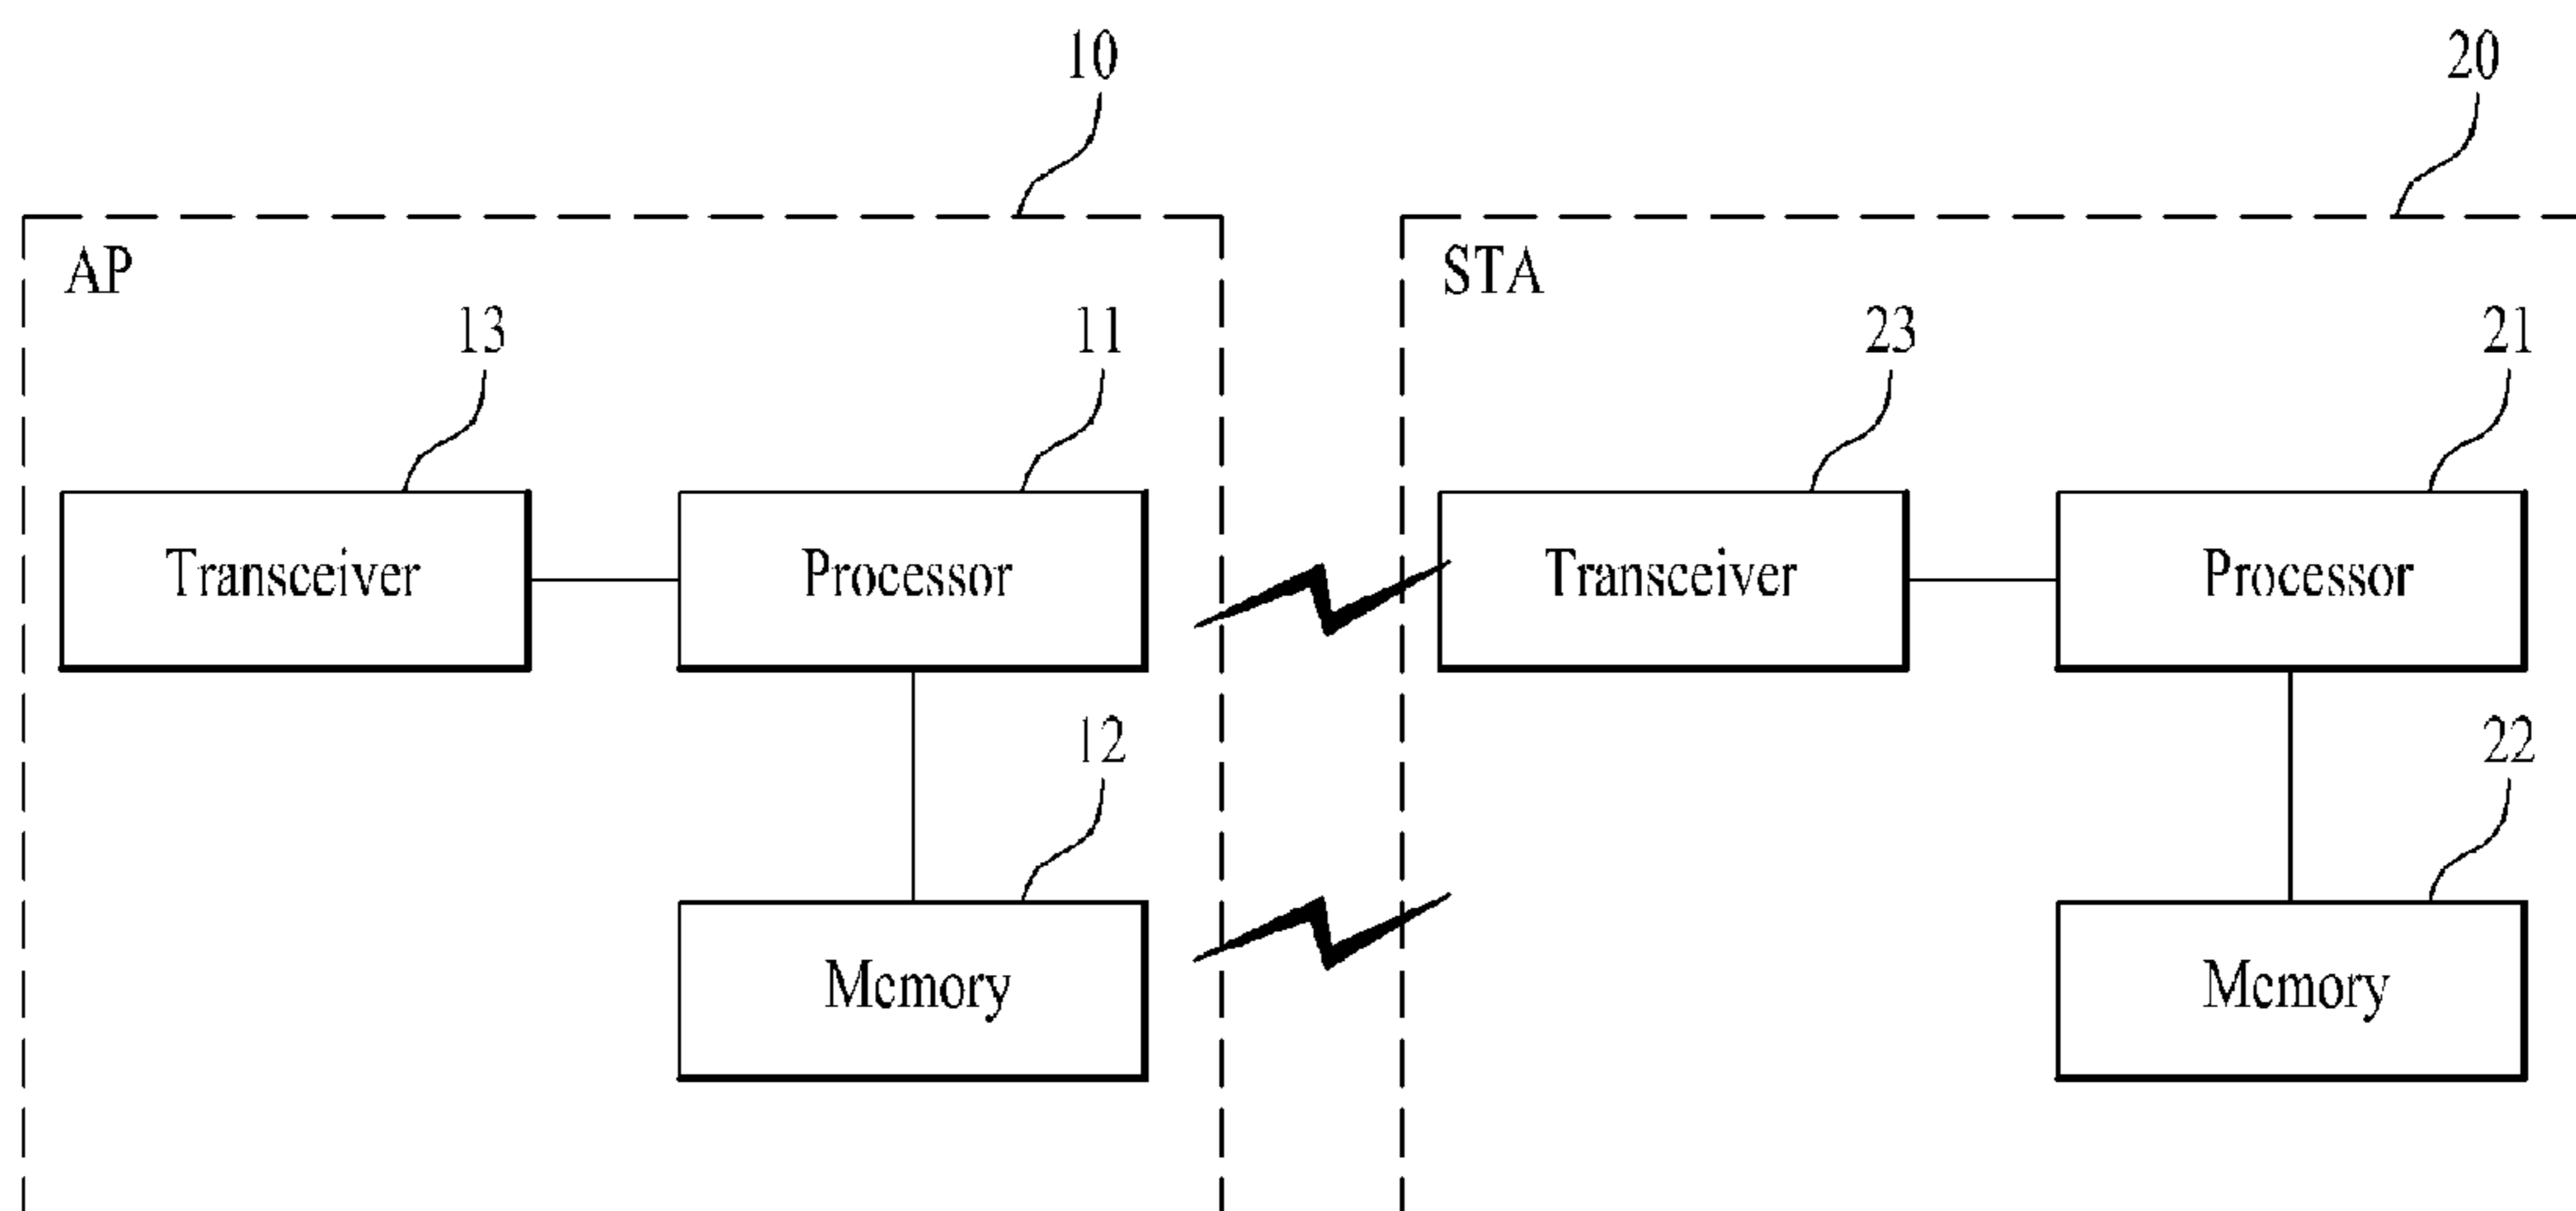 10
20
AP
STA
13
11
23
21
Transceiver
Processor
Transceiver
Processor
12
22
Memory
Memory